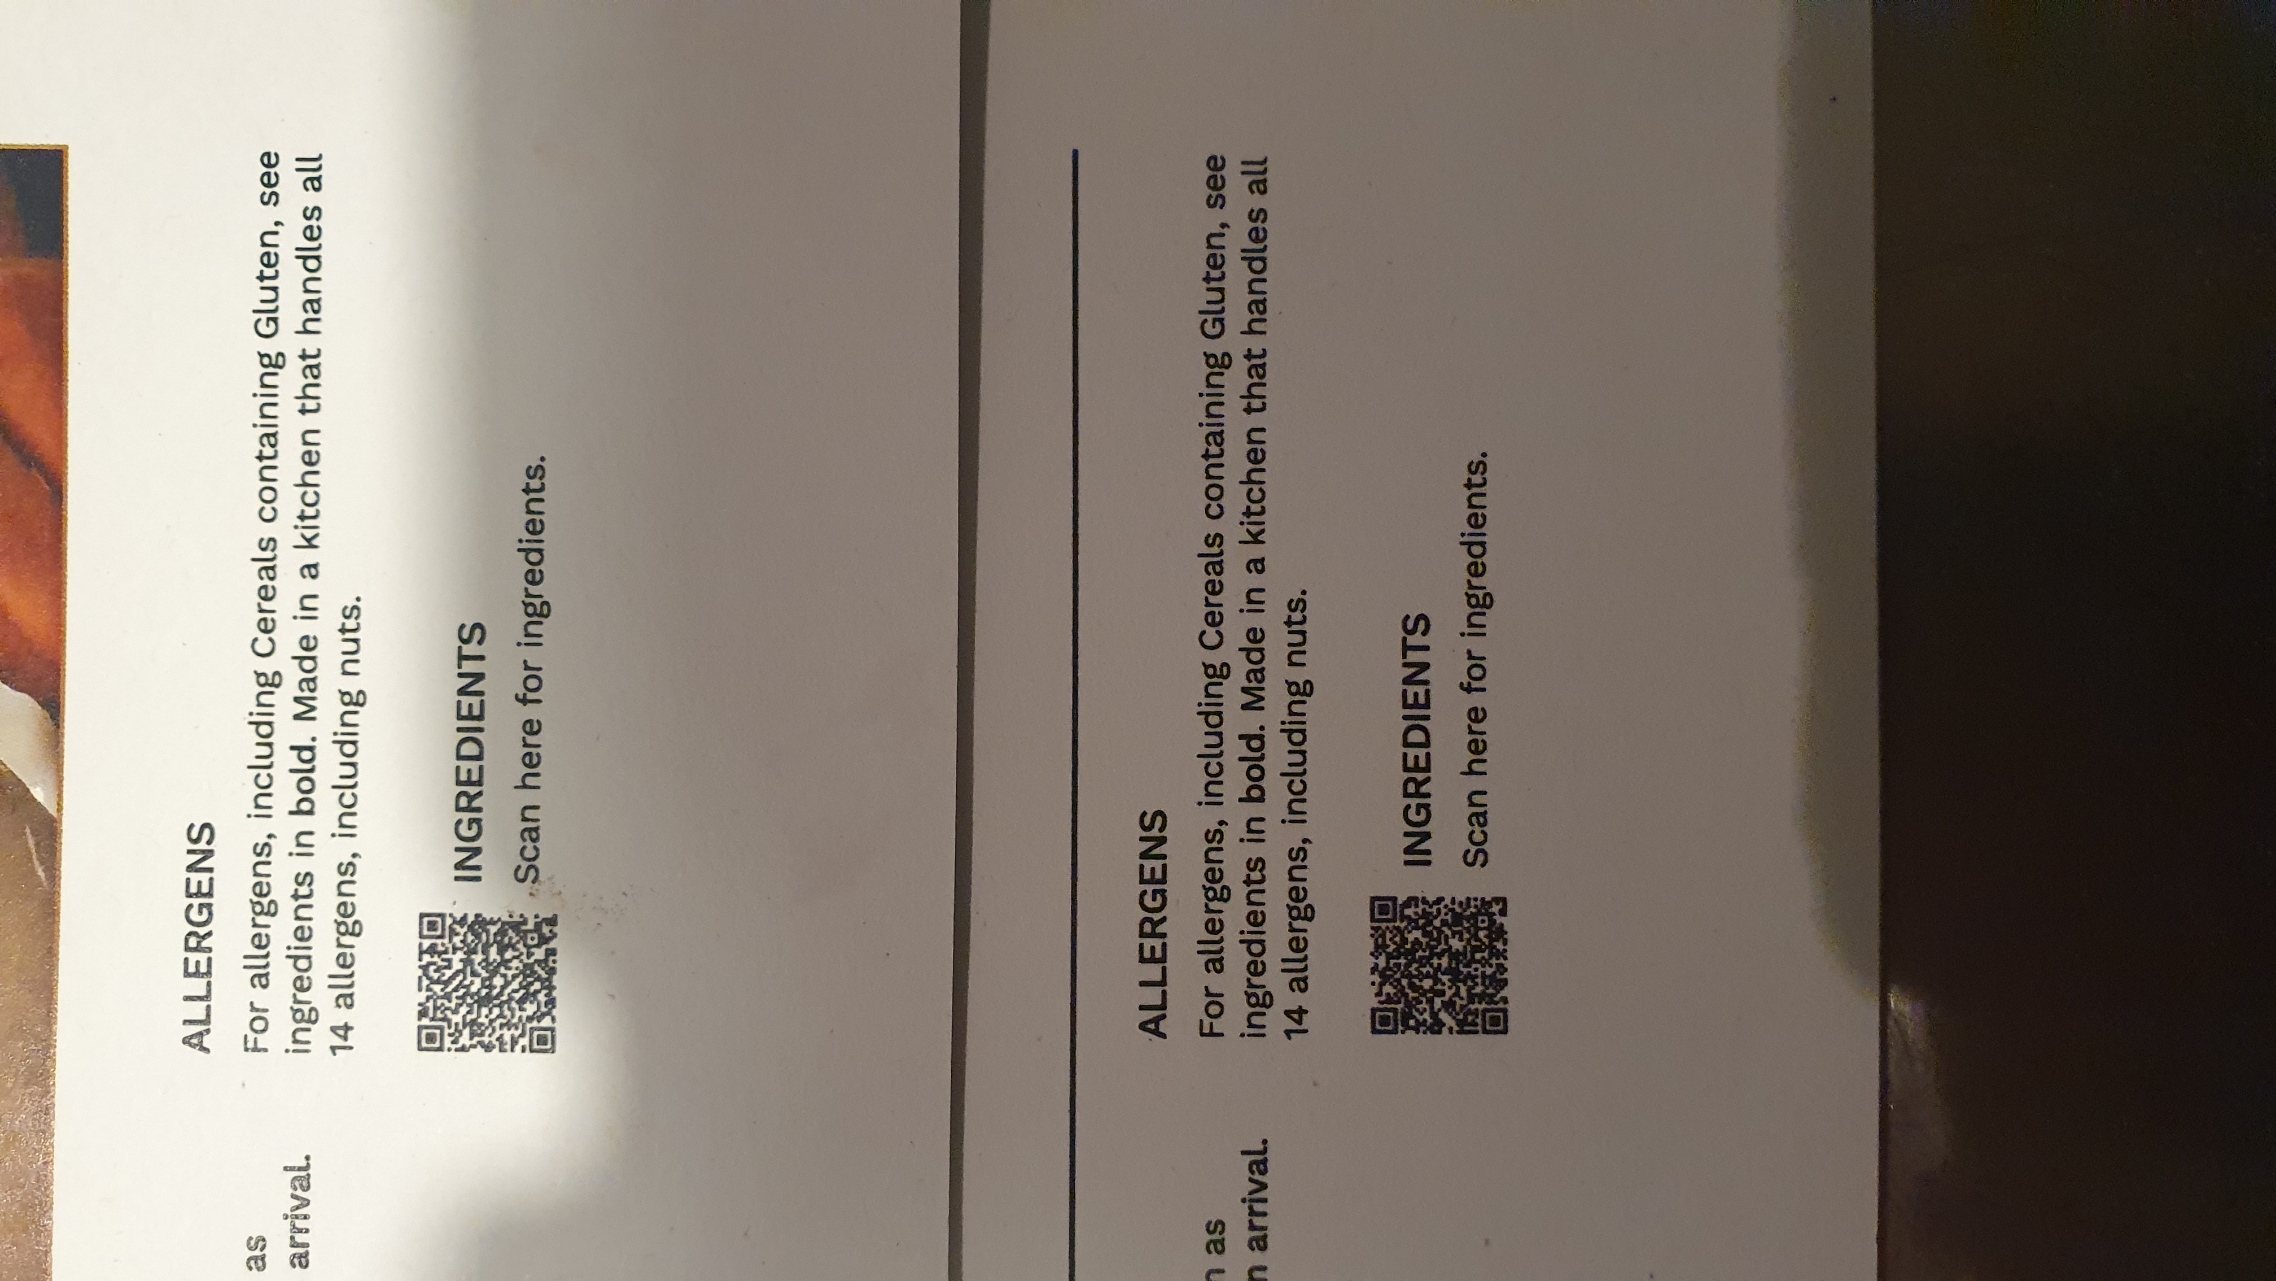 ALLERGENS
as
For allergens, including Cereals containing Gluten, see
arrival.
ingredients in bold. Made in a kitchen that handles all
14 allergens, including nuts.
INGREDIENTS
Scan here for ingredients.
ALLERGENS
n as
For allergens, including Cereals containing Gluten, see
n arrival.
ingredients in bold. Made in a kitchen that handles all
14 allergens, including nuts.
INGREDIENTS
Scan here for ingredients.